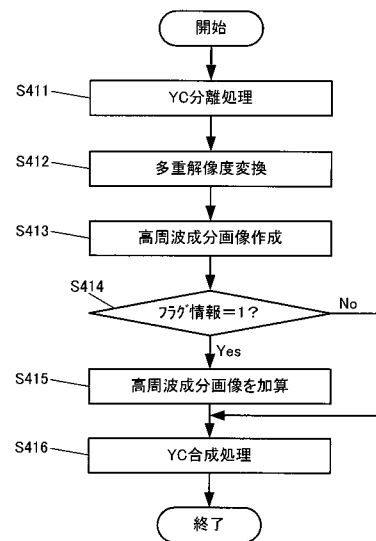 開始
S411
YC分離処理
S412
多重解像度変換
S413
高周波成分画像作成
S414
フラグ情報=1?
No
Yes
S415
高周波成分画像を加算
S416
YC合成処理
終了